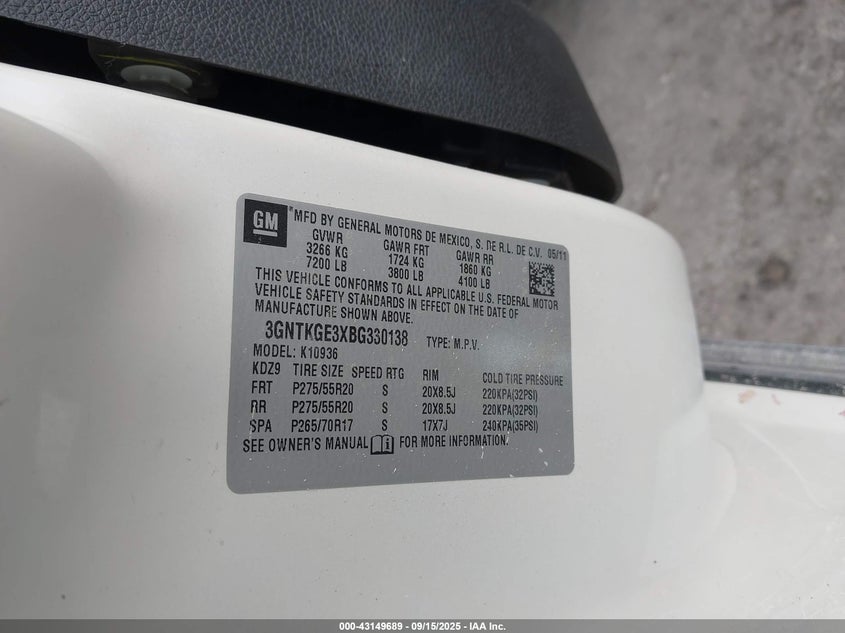 GM
MFD BY GENERAL MOTORS DE MEXICO, S. DE R.L. DE C.V. 05/11
GVWR GAWR FRT GAWR RR
3266 KG 1724 KG 1860 KG
7200 LB 3800 LB 4100 LB
THIS VEHICLE CONFORMS TO ALL APPLICABLE U.S. FEDERAL MOTOR
VEHICLE SAFETY STANDARDS IN EFFECT ON THE DATE OF
MANUFACTURE SHOWN ABOVE.
3GNTKGE3XBG330138 TYPE: M.P.V.
MODEL: K10936
KDZ9 TIRE SIZE SPEED RTG RIM COLD TIRE PRESSURE
FRT P275/55R20 S 20X8.5J 220KPA(32PSI)
RR P275/55R20 S 20X8.5J 220KPA(32PSI)
SPA P265/70R17 S 17X7J 240KPA(35PSI)
SEE OWNER'S MANUAL FOR MORE INFORMATION.
000-43149689 - 09/15/2025 - IAA Inc.